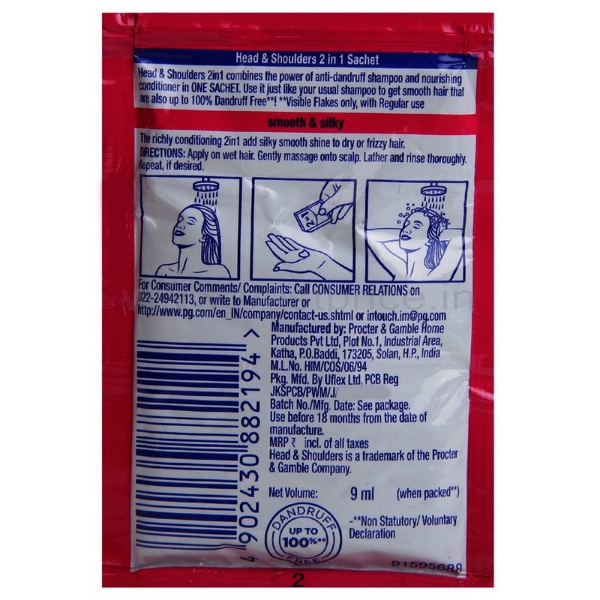 Head & Shoulders 2 in 1 Sachet
Head & Shoulders 2in1 combines the power of anti-dandruff shampoo and nourishing
conditioner in ONE SACHET. Use it just like your usual shampoo to get smooth hair that
are also up to 100% Dandruff Free**! **Visible Flakes only, with Regular use
smooth & silky
The richly conditioning 2in1 add silky smooth shine to dry or frizzy hair.
DIRECTIONS: Apply on wet hair. Gently massage onto scalp. Lather and rinse thoroughly.
Repeat, if desired.
2in1
For Consumer Comments/ Complaints: Call CONSUMER RELATIONS on
022-24942113, or write to Manufacturer or
http://www.pg.com/en_IN/company/contact-us.shtml or intouch.im@pg.com
Manufactured by: Procter & Gamble Home
Products Pvt Ltd, Plot No.1, Industrial Area,
Katha, P.O.Baddi, 173205, Solan, H.P., India
M.L.No. HIM/COS/06/94
Pkg. Mfd. By Uflex Ltd. PCB Reg
JKSPCB/PWM/J/
Batch No./Mfg. Date: See package.
Use before 18 months from the date of
manufacture.
MRP ₹ incl. of all taxes
Head & Shoulders is a trademark of the Procter
& Gamble Company.
Net Volume: 9 ml (when packed**)
4 902430 882194 >
DANDRUFF
UP TO
100%**
FREE
-**Non Statutory/ Voluntary
Declaration
2